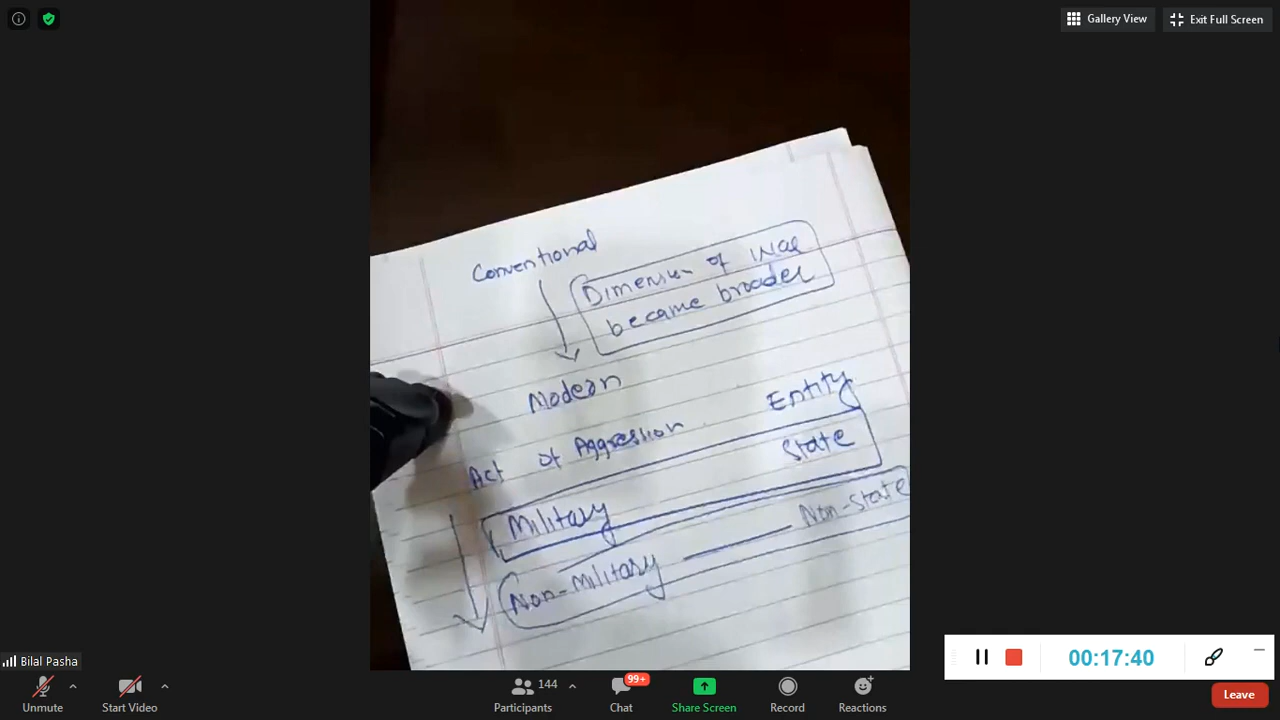 Gallery View
Exit Full Screen
Conventional
Dimension of War
became broader
Modern
Act of Aggression
Entity
Military
State
Non-Military
Non-State
Bilal Pasha
00:17:40
Unmute
Start Video
Participants
144
Chat
99+
Share Screen
Record
Reactions
Leave